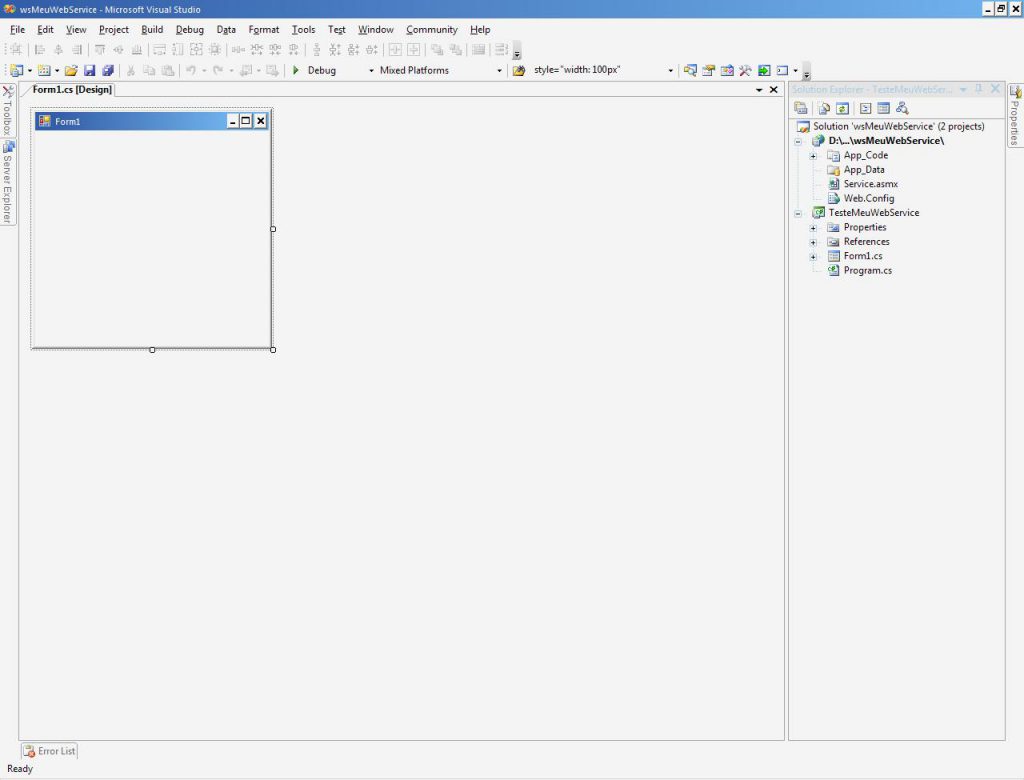 wsMeuWebService - Microsoft Visual Studio
File Edit View Project Build Debug Data Format Tools Test Window Community Help
Debug Mixed Platforms style="width: 100px"
Toolbox
Server Explorer
Form1.cs [Design]
Form1
Solution Explorer - TesteMeuWebSer...
Solution 'wsMeuWebService' (2 projects)
D:\...\wsMeuWebService\
App_Code
App_Data
Service.asmx
Web.Config
TesteMeuWebService
Properties
References
Form1.cs
Program.cs
Properties
Error List
Ready